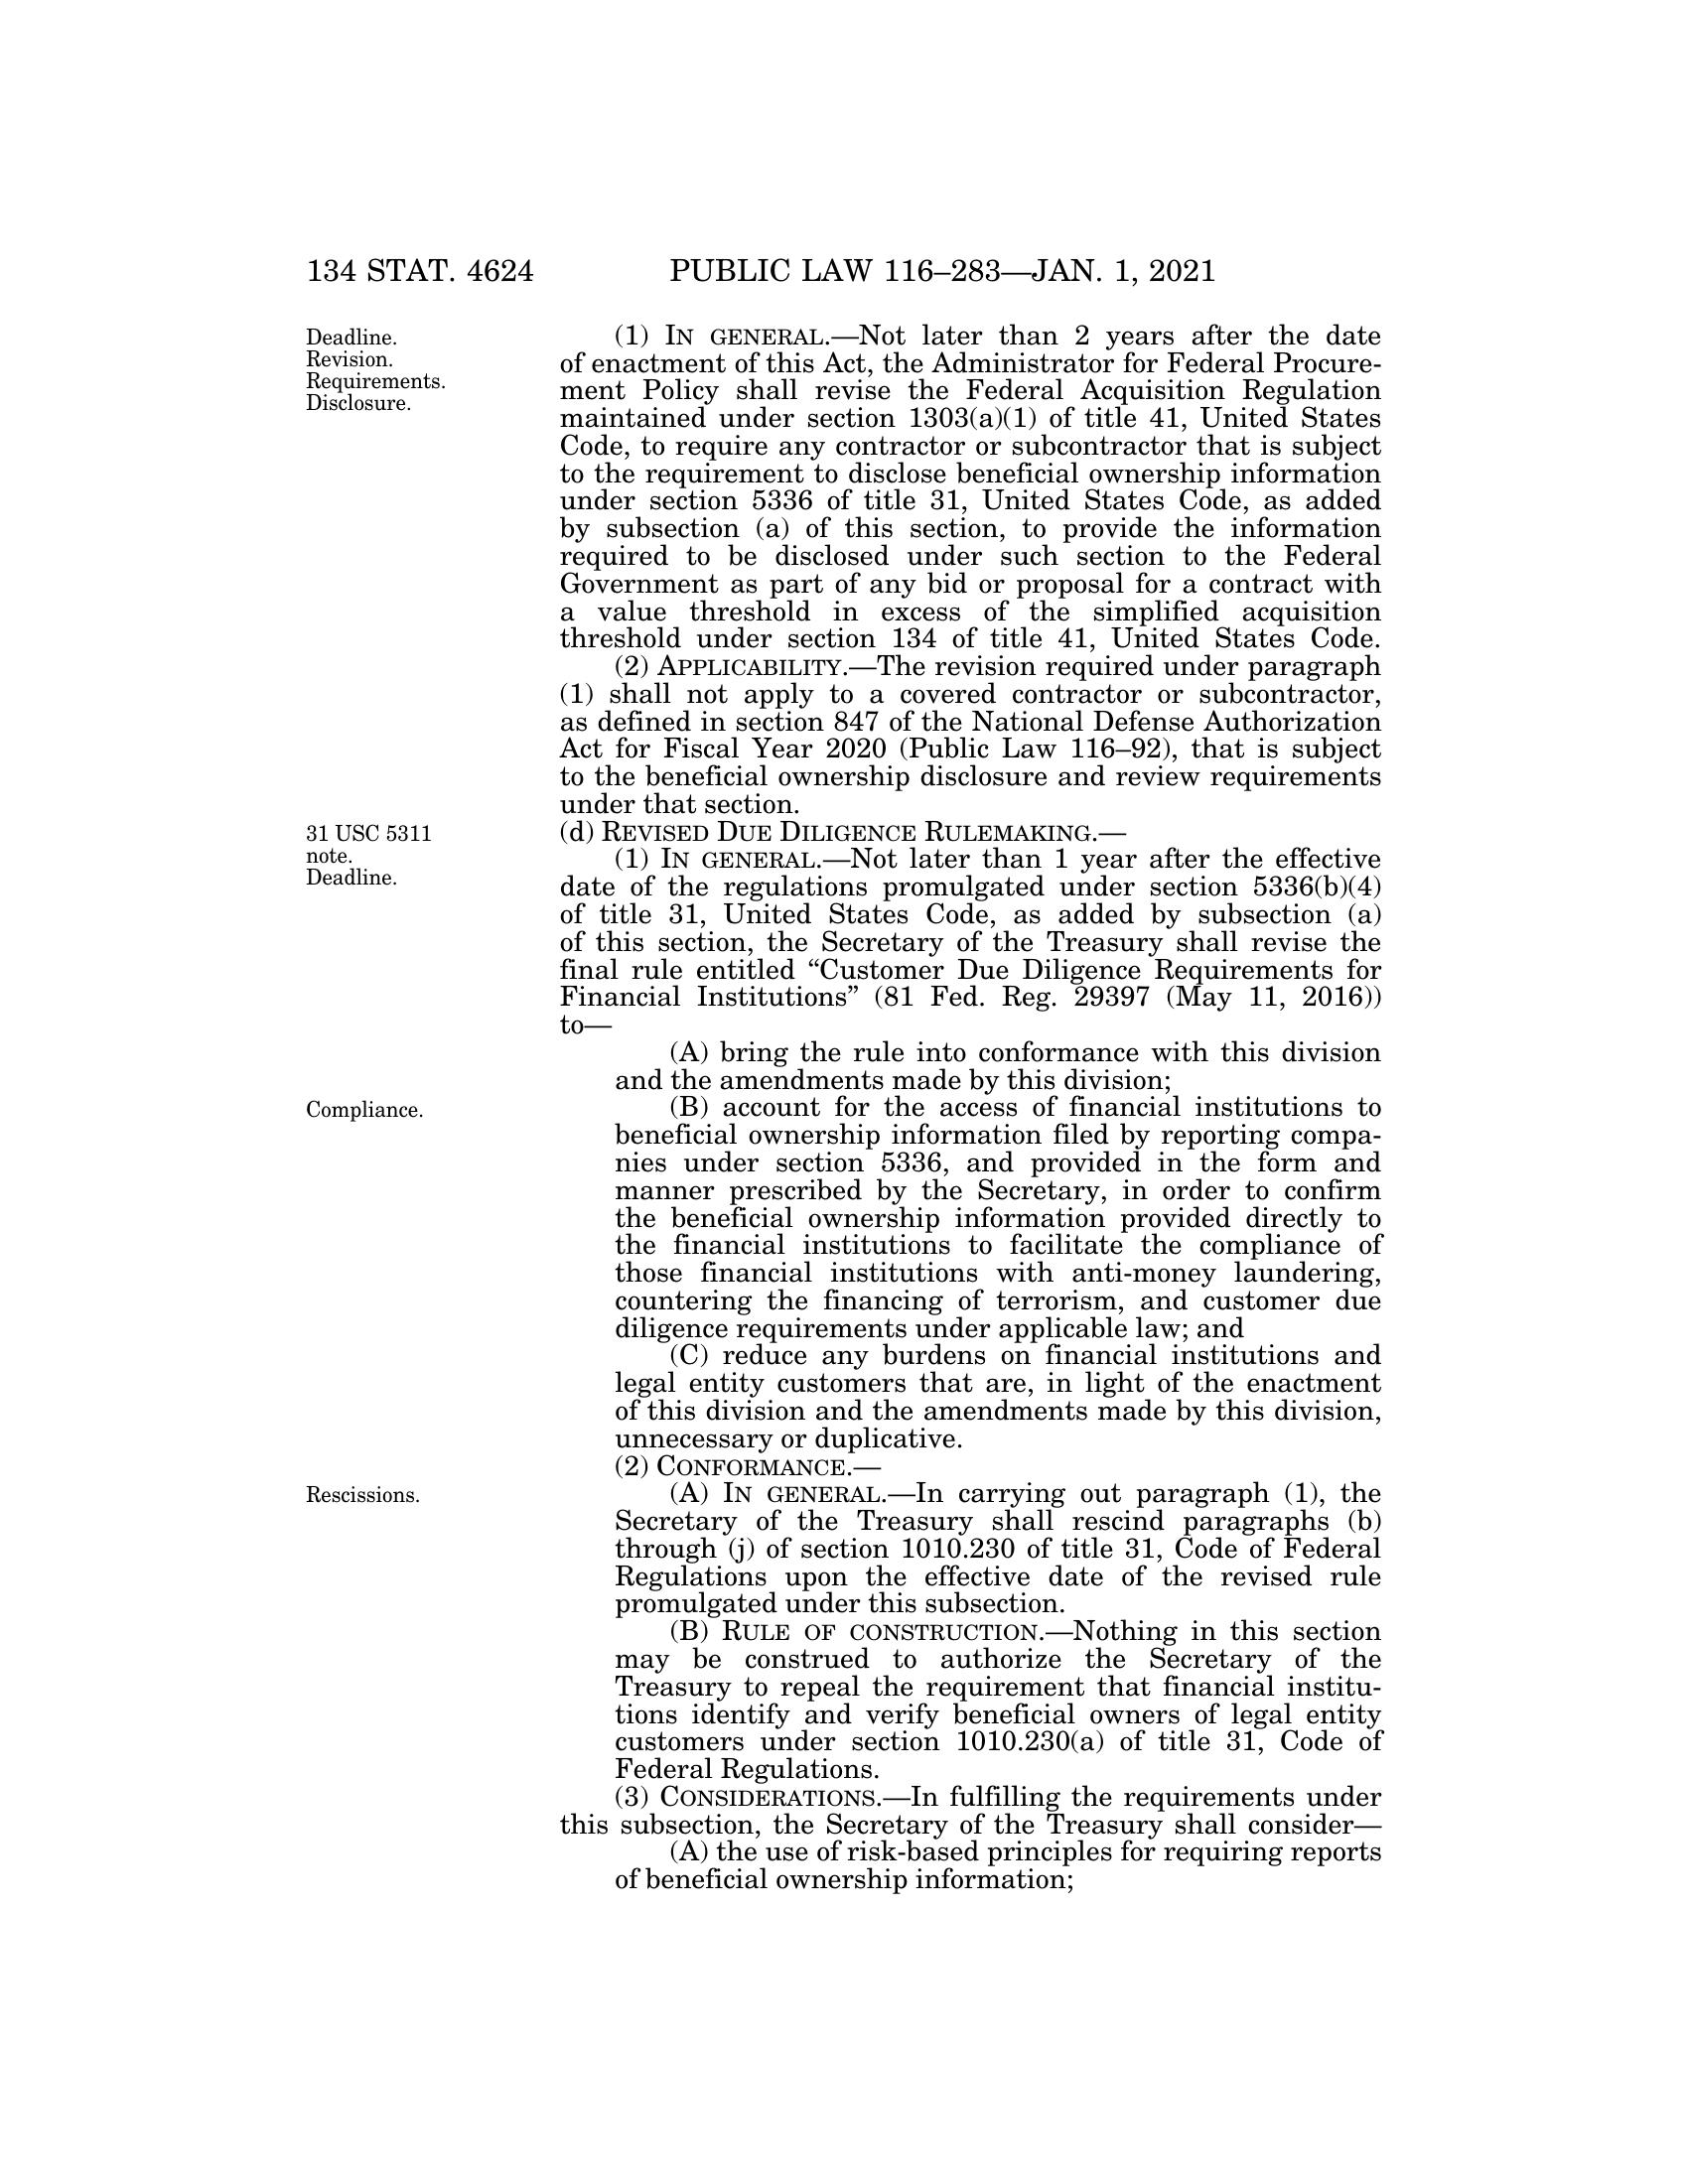 134 STAT. 4624 PUBLIC LAW 116–283—JAN. 1, 2021
Deadline.
Revision.
Requirements.
Disclosure.
(1) IN GENERAL.—Not later than 2 years after the date
of enactment of this Act, the Administrator for Federal Procure-
ment Policy shall revise the Federal Acquisition Regulation
maintained under section 1303(a)(1) of title 41, United States
Code, to require any contractor or subcontractor that is subject
to the requirement to disclose beneficial ownership information
under section 5336 of title 31, United States Code, as added
by subsection (a) of this section, to provide the information
required to be disclosed under such section to the Federal
Government as part of any bid or proposal for a contract with
a value threshold in excess of the simplified acquisition
threshold under section 134 of title 41, United States Code.
(2) APPLICABILITY.—The revision required under paragraph
(1) shall not apply to a covered contractor or subcontractor,
as defined in section 847 of the National Defense Authorization
Act for Fiscal Year 2020 (Public Law 116–92), that is subject
to the beneficial ownership disclosure and review requirements
under that section.
31 USC 5311
note.
Deadline.
(d) REVISED DUE DILIGENCE RULEMAKING.—
(1) IN GENERAL.—Not later than 1 year after the effective
date of the regulations promulgated under section 5336(b)(4)
of title 31, United States Code, as added by subsection (a)
of this section, the Secretary of the Treasury shall revise the
final rule entitled “Customer Due Diligence Requirements for
Financial Institutions” (81 Fed. Reg. 29397 (May 11, 2016))
to—
(A) bring the rule into conformance with this division
and the amendments made by this division;
Compliance.
(B) account for the access of financial institutions to
beneficial ownership information filed by reporting compa-
nies under section 5336, and provided in the form and
manner prescribed by the Secretary, in order to confirm
the beneficial ownership information provided directly to
the financial institutions to facilitate the compliance of
those financial institutions with anti-money laundering,
countering the financing of terrorism, and customer due
diligence requirements under applicable law; and
(C) reduce any burdens on financial institutions and
legal entity customers that are, in light of the enactment
of this division and the amendments made by this division,
unnecessary or duplicative.
(2) CONFORMANCE.—
Rescissions.
(A) IN GENERAL.—In carrying out paragraph (1), the
Secretary of the Treasury shall rescind paragraphs (b)
through (j) of section 1010.230 of title 31, Code of Federal
Regulations upon the effective date of the revised rule
promulgated under this subsection.
(B) RULE OF CONSTRUCTION.—Nothing in this section
may be construed to authorize the Secretary of the
Treasury to repeal the requirement that financial institu-
tions identify and verify beneficial owners of legal entity
customers under section 1010.230(a) of title 31, Code of
Federal Regulations.
(3) CONSIDERATIONS.—In fulfilling the requirements under
this subsection, the Secretary of the Treasury shall consider—
(A) the use of risk-based principles for requiring reports
of beneficial ownership information;